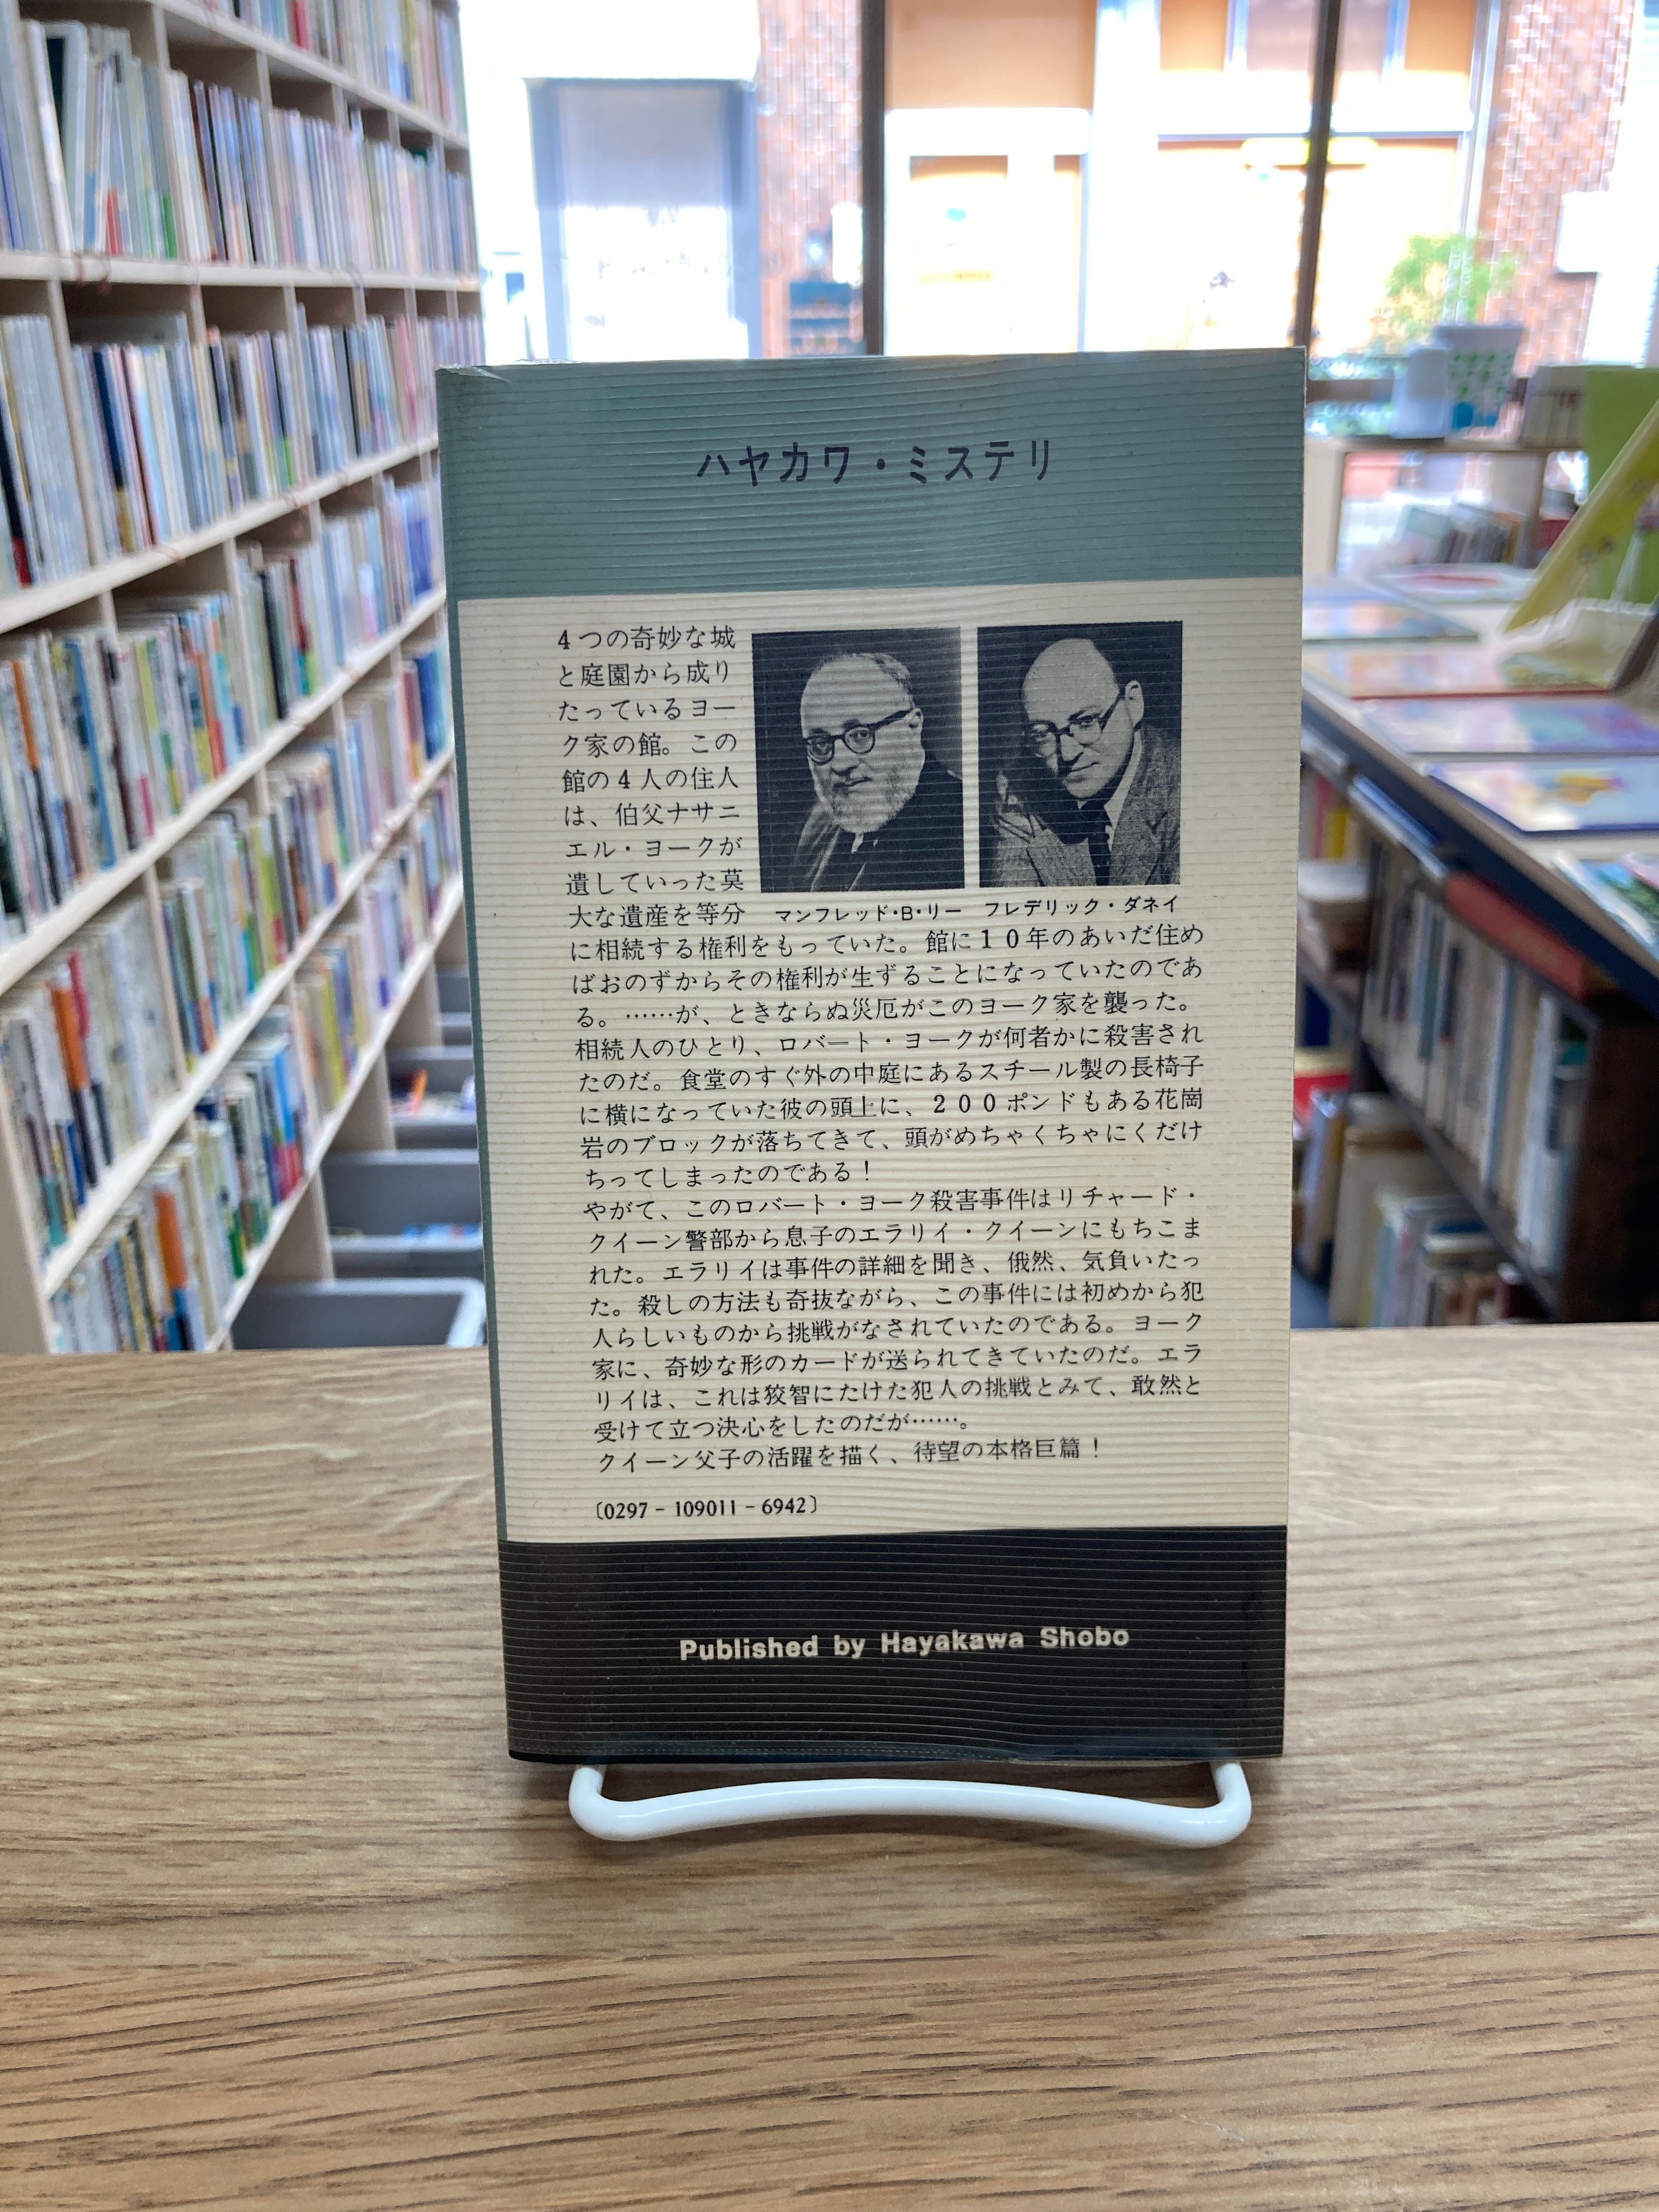 ハヤカワ・ミステリ
4つの奇妙な城
と庭園から成り
たっているヨー
ク家の館。この
館の4人の住人
は、伯父ナサニ
エル・ヨークが
遺していった莫
大な遺産を等分
マンフレッド・B・リー
フレデリック・ダネイ
に相続する権利をもっていた。館に10年のあいだ住め
ばおのずからその権利が生ずることになっていたのであ
る。……が、ときならぬ災厄がこのヨーク家を襲った。
相続人のひとり、ロバート・ヨークが何者かに殺害され
たのだ。食堂のすぐ外の中庭にあるスチール製の長椅子
に横になっていた彼の頭上に、200ポンドもある花崗
岩のブロックが落ちてきて、頭がめちゃくちゃにくだけ
ちってしまったのである！
やがて、このロバート・ヨーク殺害事件はリチャード・
クイーン警部から息子のエラリイ・クイーンにもちこま
れた。エラリイは事件の詳細を聞き、俄然、気負いたっ
た。殺しの方法も奇抜ながら、この事件には初めから犯
人らしいものから挑戦がなされていたのである。ヨーク
家に、奇妙な形のカードが送られてきていたのだ。エラ
リイは、これは狡智にたけた犯人の挑戦とみて、敢然と
受けて立つ決心をしたのだが……。
クイーン父子の活躍を描く、待望の本格巨篇！
〔0297-109011-6942〕
Published by Hayakawa Shobo